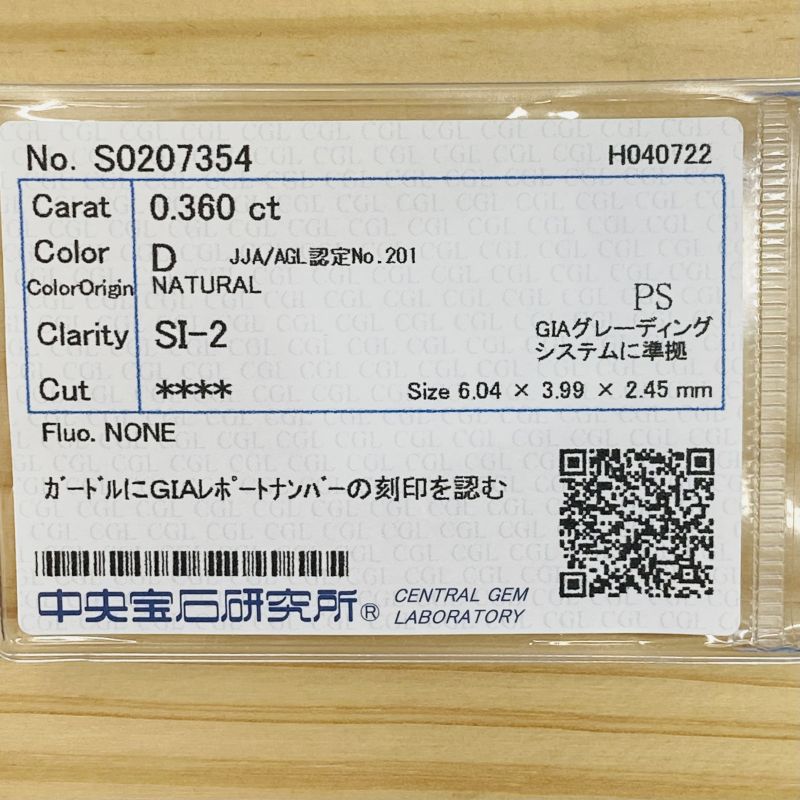 No. S0207354 H040722
Carat 0.360 ct
Color D JJA/AGL認定No.201
ColorOrigin NATURAL
PS
Clarity SI-2 GIAグレーディング
システムに準拠
Cut **** Size 6.04 × 3.99 × 2.45 mm
Fluo. NONE
ガードルにGIAレポートナンバーの刻印を認む
中央宝石研究所® CENTRAL GEM
LABORATORY